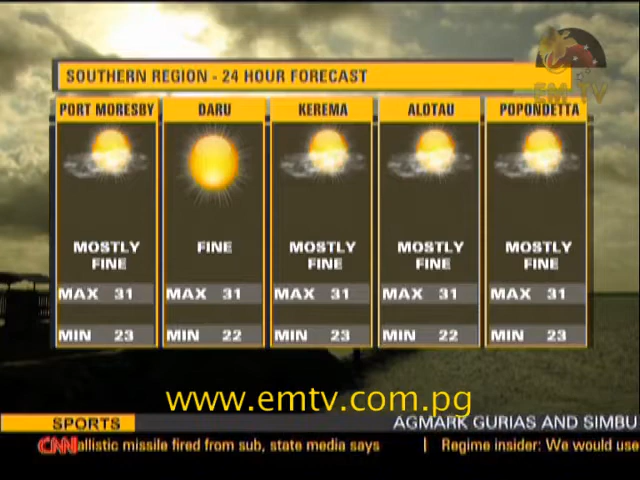 SOUTHERN REGION - 24 HOUR FORECAST
EM TV
PORT MORESBY DARU KEREMA ALOTAU POPONDETTA
MOSTLY FINE MOSTLY MOSTLY MOSTLY
FINE FINE FINE FINE
MAX 31 MAX 31 MAX 31 MAX 31 MAX 31
MIN 23 MIN 22 MIN 23 MIN 22 MIN 23
www.emtv.com.pg
SPORTS AGMARK GURIAS AND SIMBU
CNN allistic missile fired from sub, state media says | Regime insider: We would use